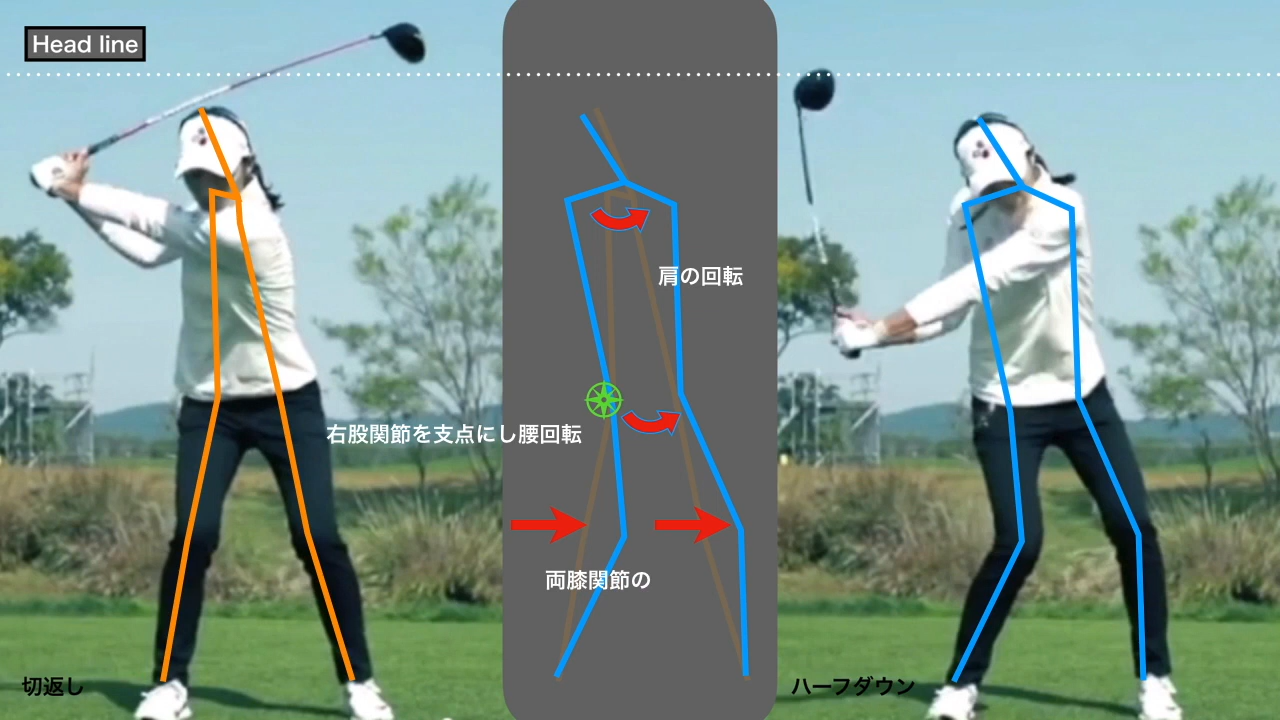 Head line
肩の回転
右股関節を支点にし腰回転
両膝関節の
切返し
ハーフダウン